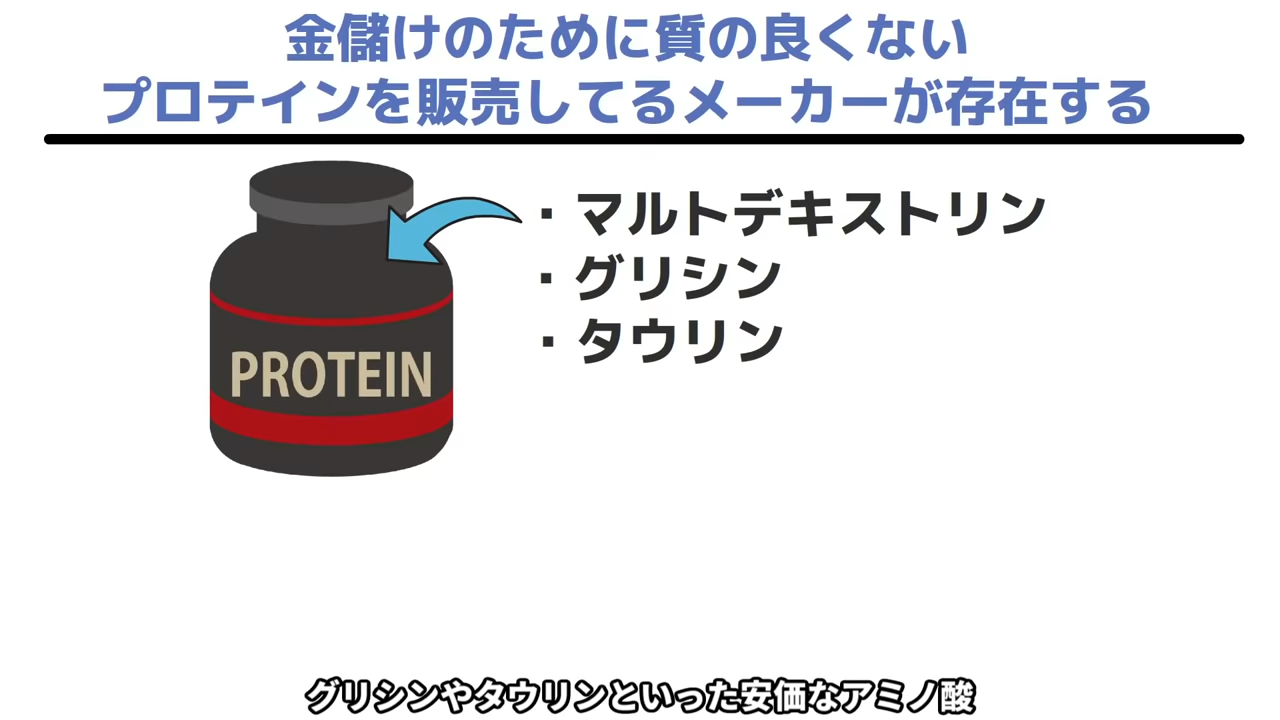 金儲けのために質の良くない
プロテインを販売してるメーカーが存在する
・マルトデキストリン
・グリシン
・タウリン
PROTEIN
グリシンやタウリンといった安価なアミノ酸